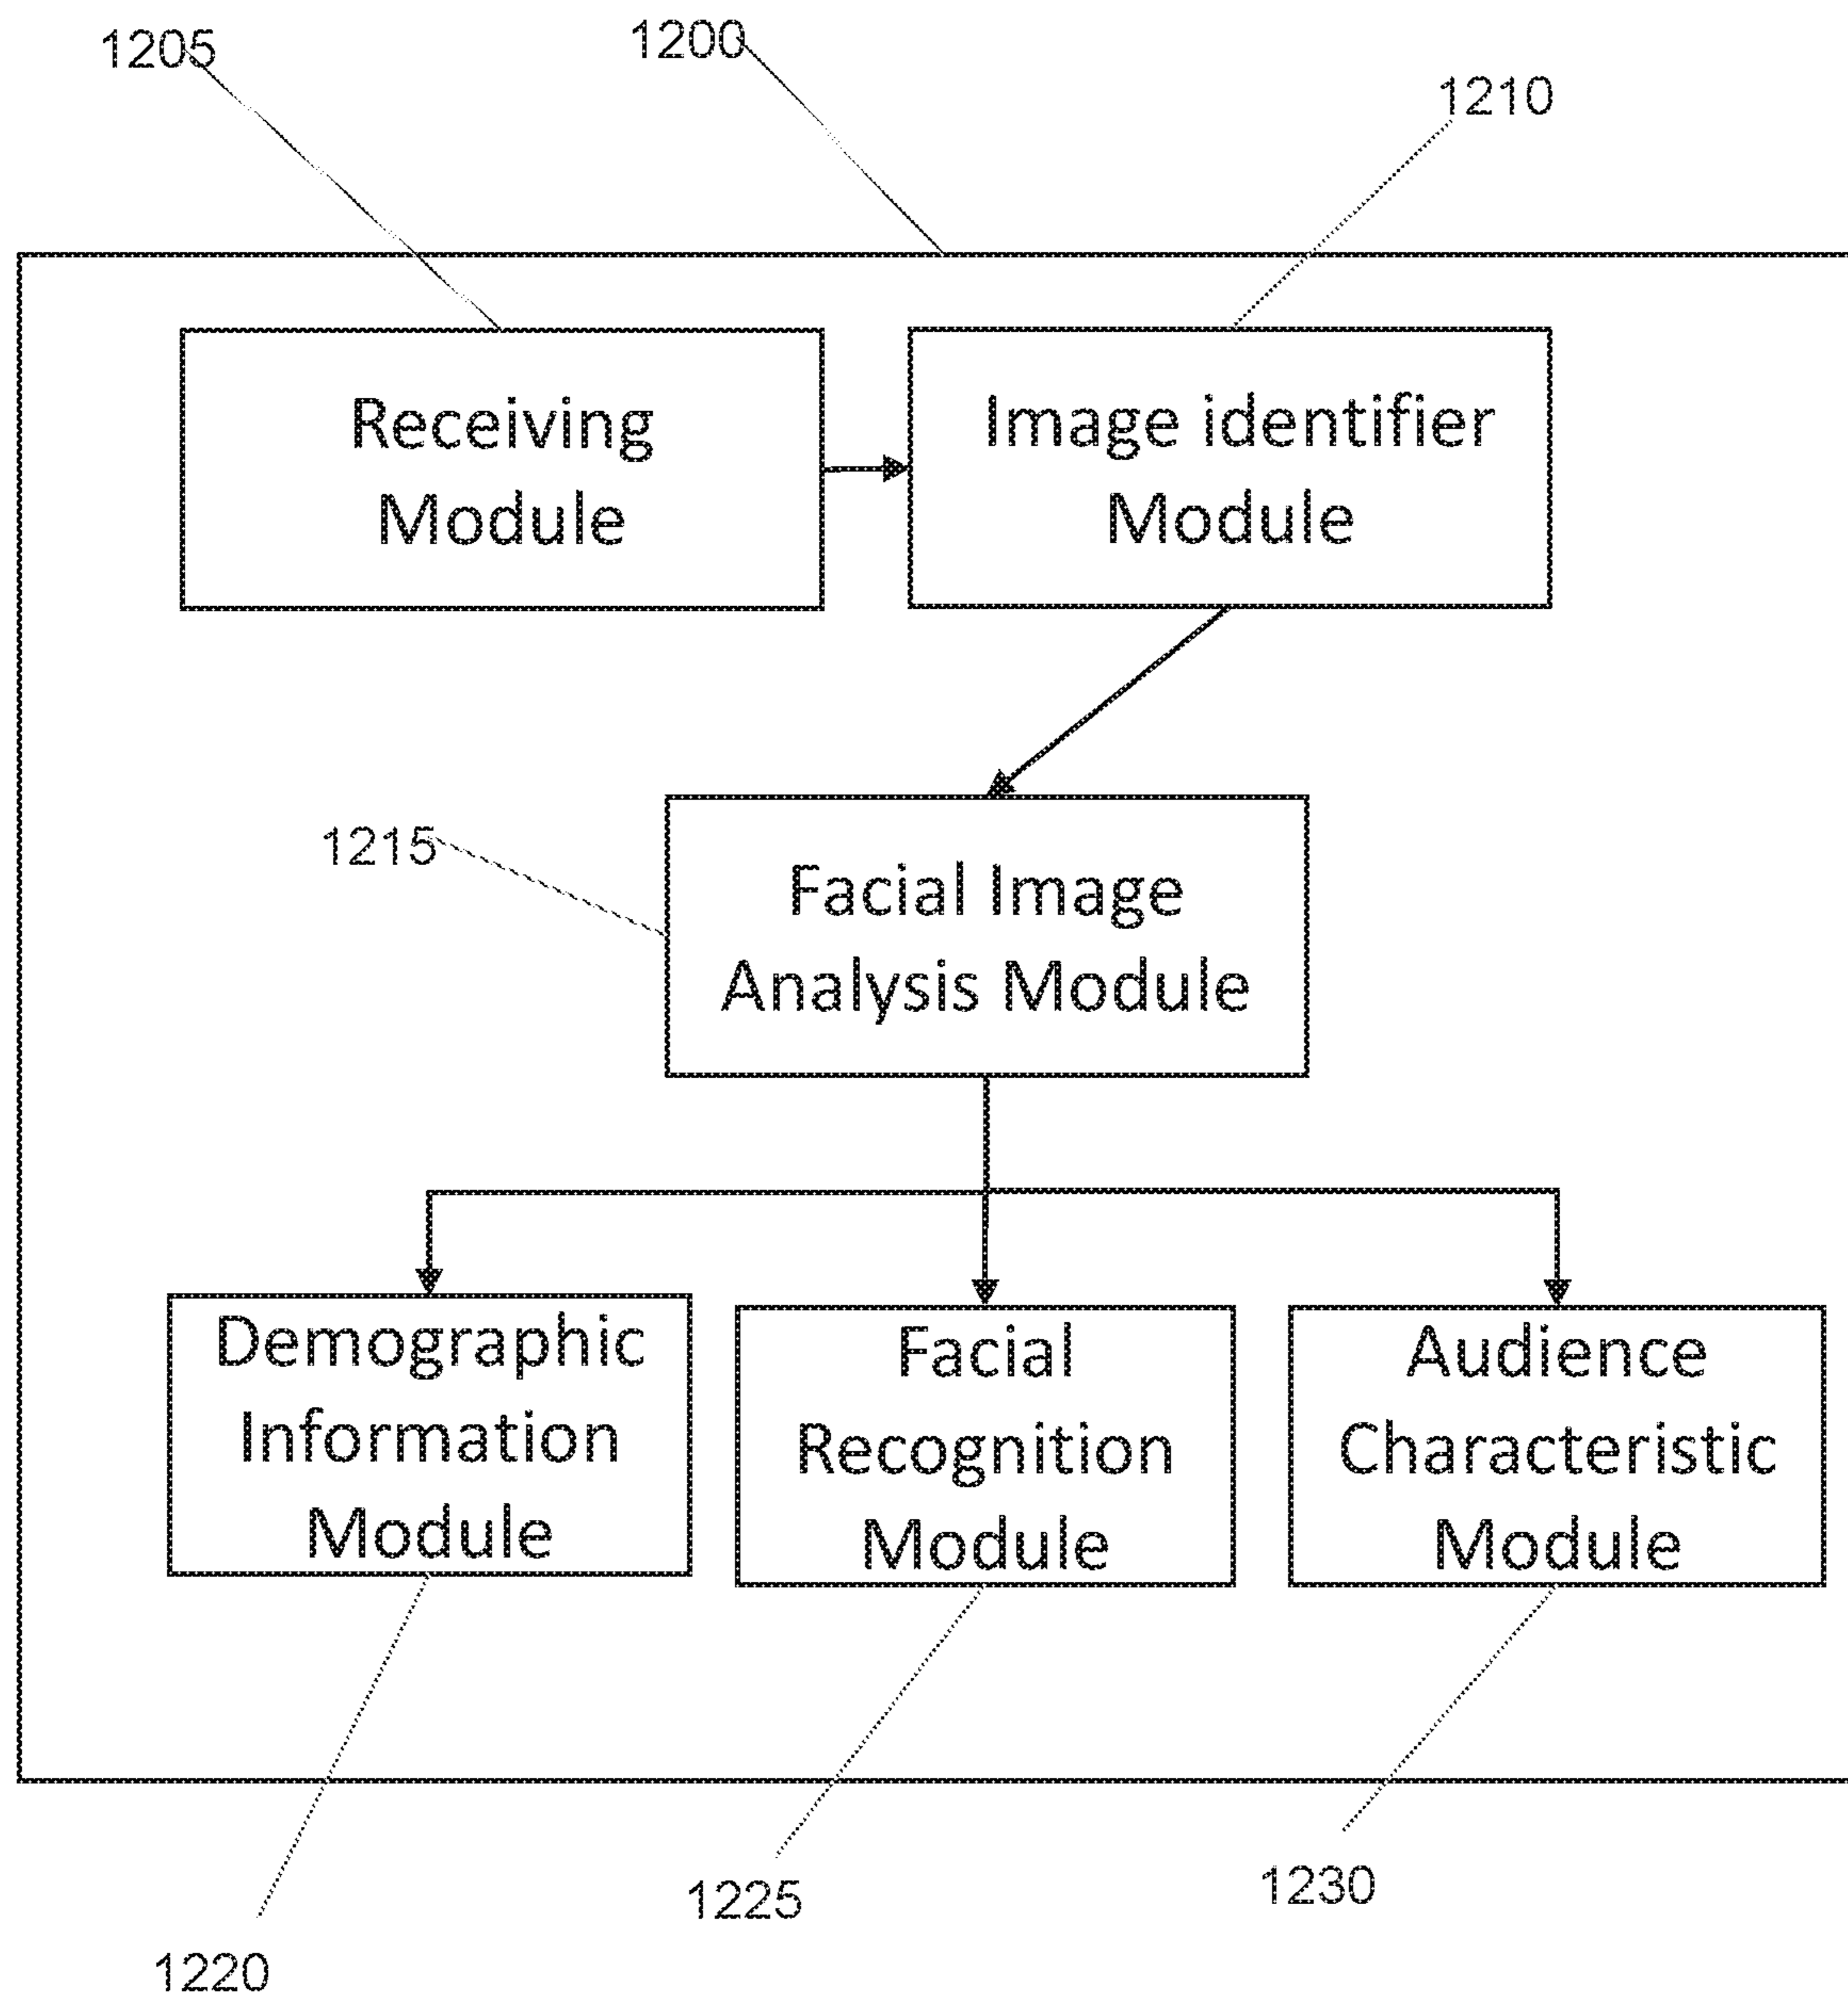 1205
1200
1210
Receiving
Module
Image identifier
Module
1215
Facial Image
Analysis Module
Demographic
Information
Module
Facial
Recognition
Module
Audience
Characteristic
Module
1220
1225
1230